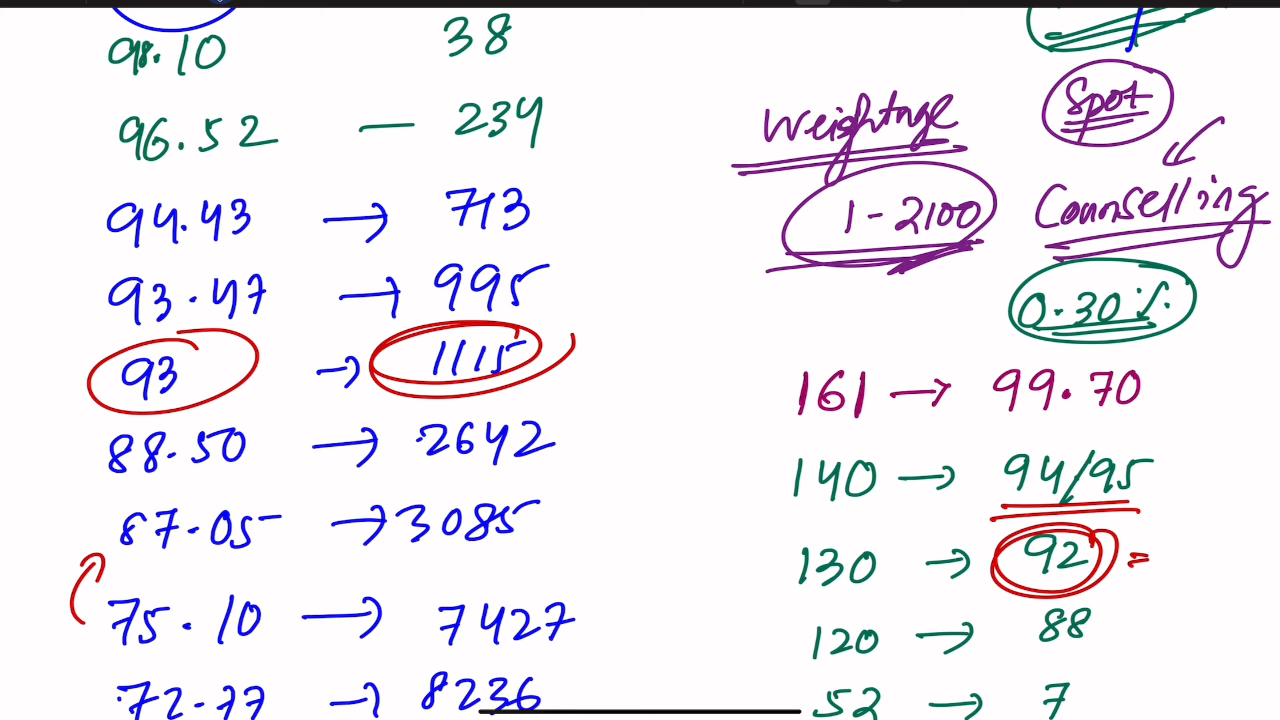 98.10 38
96.52 — 234
94.43 → 713
93.47 → 995
93 → 1115
88.50 → 2642
87.05 → 3085
75.10 → 7427
72.77 → 8236
Spot
Weightage
1-2100
Counselling
0.30%
161 → 99.70
140 → 94/95
130 → 92 =
120 → 88
52 → 7